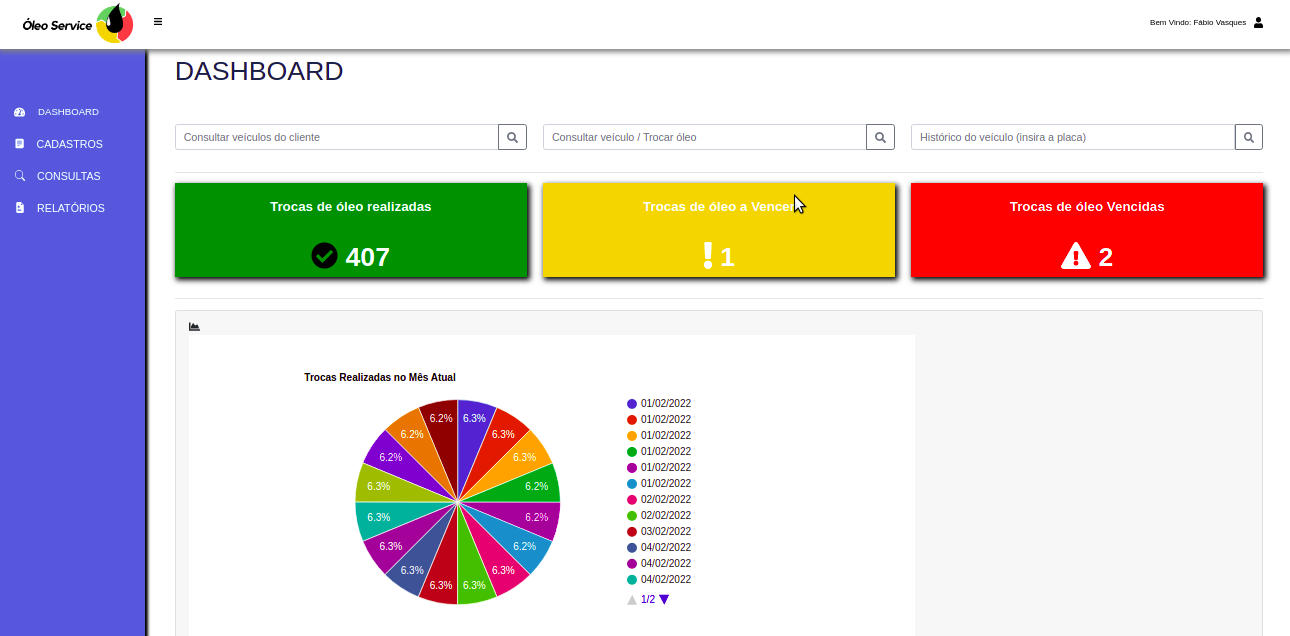 Óleo Service
Bem Vindo: Fábio Vasques
DASHBOARD
DASHBOARD
CADASTROS
CONSULTAS
RELATÓRIOS
Consultar veículos do cliente
Consultar veículo / Trocar óleo
Histórico do veículo (insira a placa)
Trocas de óleo realizadas
407
Trocas de óleo a Vencer
1
Trocas de óleo Vencidas
2
Trocas Realizadas no Mês Atual
6.2%
6.3%
6.2%
6.3%
6.2%
6.3%
6.3%
6.2%
6.3%
6.2%
6.3%
6.2%
6.3%
6.3%
6.3%
6.3%
01/02/2022
01/02/2022
01/02/2022
01/02/2022
01/02/2022
01/02/2022
02/02/2022
02/02/2022
03/02/2022
04/02/2022
04/02/2022
04/02/2022
1/2